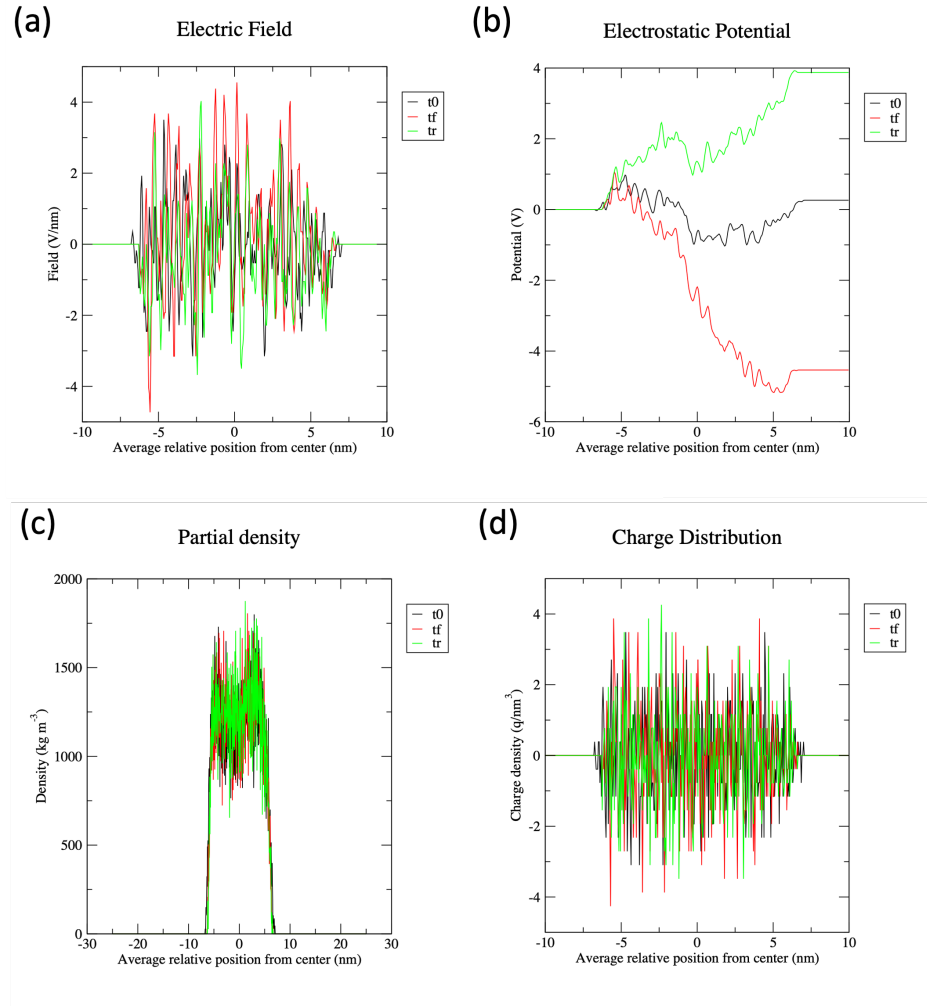 (a)
Electric Field
4
2
0
-2
-4
-10
-5
0
5
10
Field (V/nm)
Average relative position from center (nm)
t0
tf
tr
(b)
Electrostatic Potential
4
2
0
-2
-4
-6
-10
-5
0
5
10
Potential (V)
Average relative position from center (nm)
t0
tf
tr
(c)
Partial density
2000
1500
1000
500
0
-30
-20
-10
0
10
20
30
Density (kg m⁻³)
Average relative position from center (nm)
t0
tf
tr
(d)
Charge Distribution
4
2
0
-2
-4
-10
-5
0
5
10
Charge density (q/nm³)
Average relative position from center (nm)
t0
tf
tr